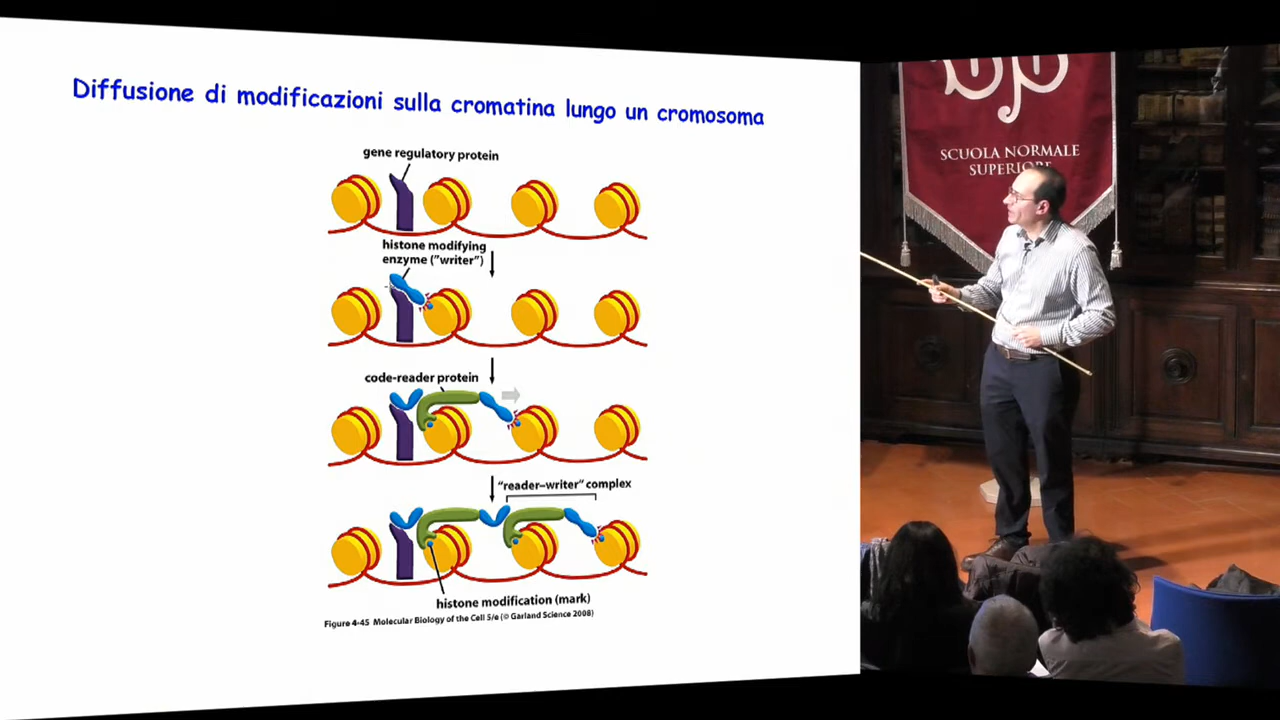 Diffusione di modificazioni sulla cromatina lungo un cromosoma
gene regulatory protein
histone modifying
enzyme ("writer")
code-reader protein
"reader–writer" complex
histone modification (mark)
Figure 4-45 Molecular Biology of the Cell 5/e (© Garland Science 2008)
SCUOLA NORMALE
SUPERIORE